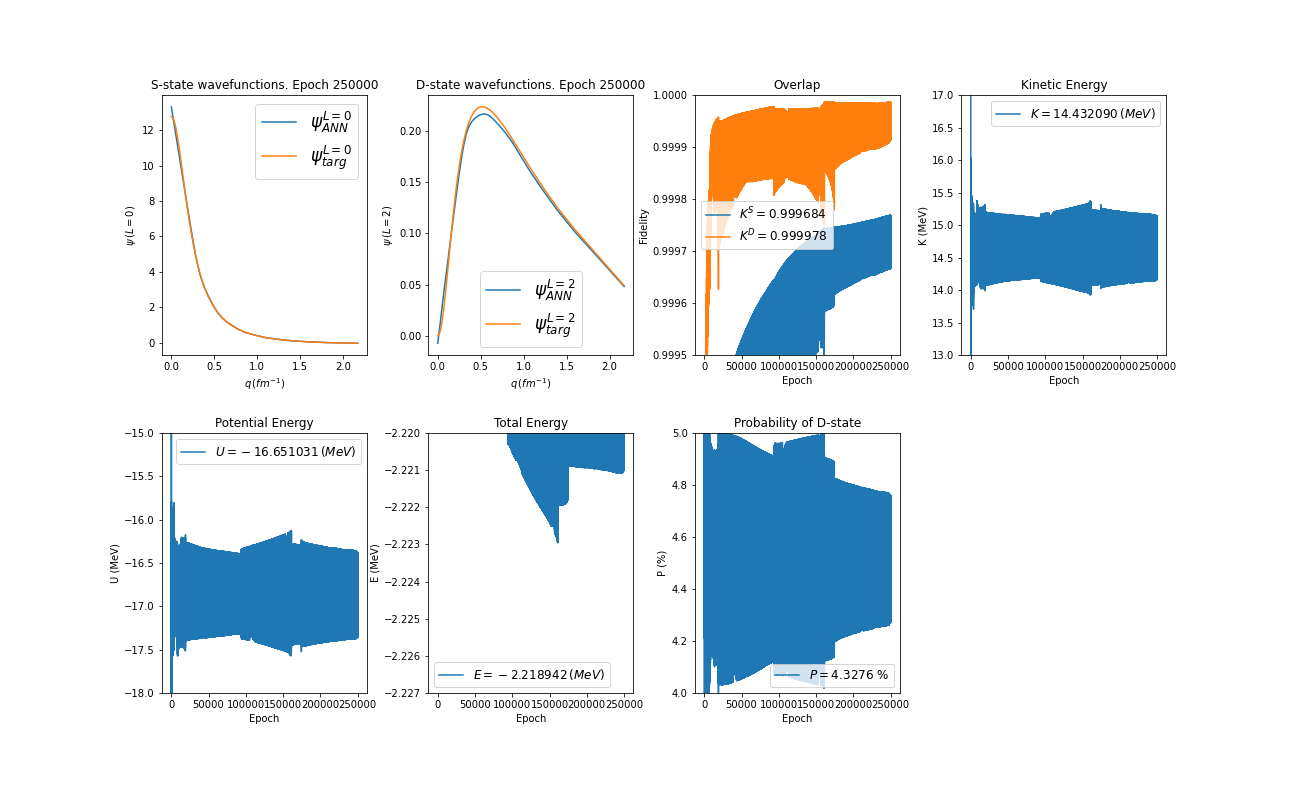 S-state wavefunctions. Epoch 250000
D-state wavefunctions. Epoch 250000
Overlap
Kinetic Energy
ψ(L=0)
12
10
8
6
4
2
0
ψ_{ANN}^{L=0}
ψ_{targ}^{L=0}
0.0 0.5 1.0 1.5 2.0
q(fm^{-1})
ψ(L=2)
0.20
0.15
0.10
0.05
0.00
ψ_{ANN}^{L=2}
ψ_{targ}^{L=2}
0.0 0.5 1.0 1.5 2.0
q(fm^{-1})
Fidelity
1.0000
0.9999
0.9998
0.9997
0.9996
0.9995
K^S = 0.999684
K^D = 0.999978
0 50000 100000 150000 200000 250000
Epoch
K (MeV)
17.0
16.5
16.0
15.5
15.0
14.5
14.0
13.5
13.0
K = 14.432090 (MeV)
0 50000 100000 150000 200000 250000
Epoch
Potential Energy
Total Energy
Probability of D-state
U (MeV)
−15.0
−15.5
−16.0
−16.5
−17.0
−17.5
−18.0
U = − 16.651031 (MeV)
0 50000 100000 150000 200000 250000
Epoch
E (MeV)
−2.220
−2.221
−2.222
−2.223
−2.224
−2.225
−2.226
−2.227
E = − 2.218942 (MeV)
0 50000 100000 150000 200000 250000
Epoch
P (%)
5.0
4.8
4.6
4.4
4.2
4.0
P = 4.3276 %
0 50000 100000 150000 200000 250000
Epoch